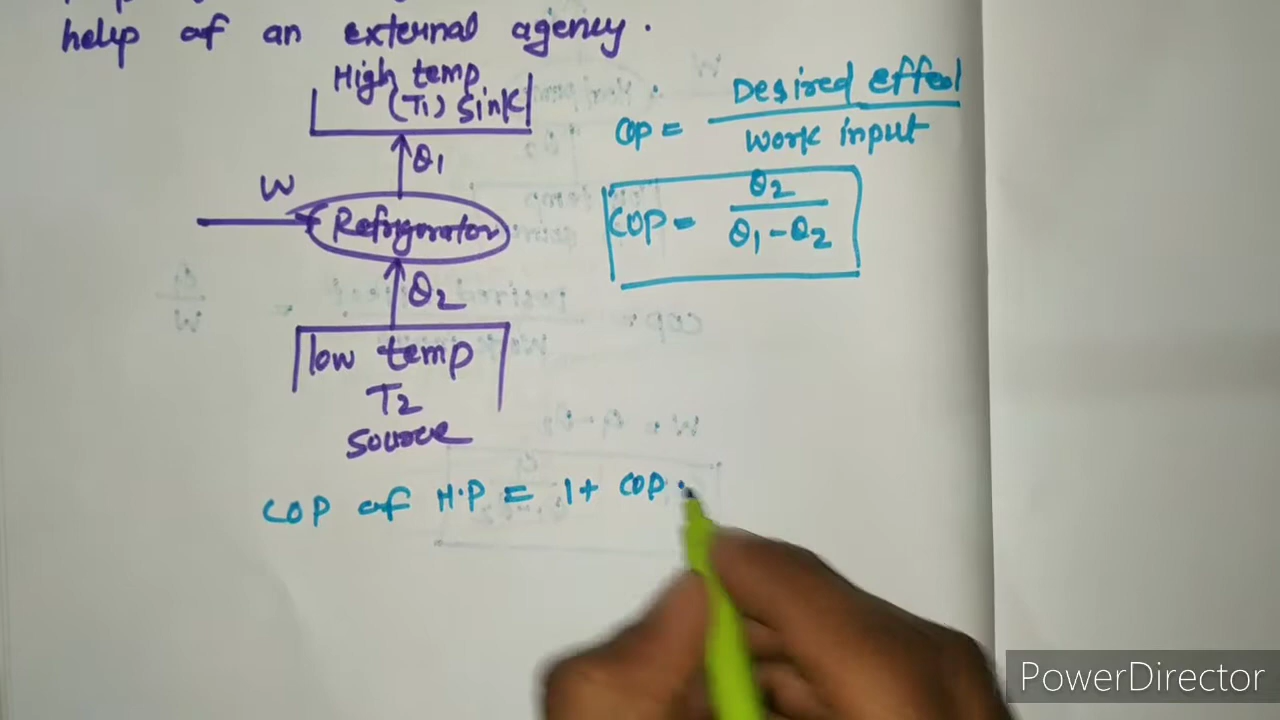 help of an external agency.
High temp
(T1) Sink
Q1
W
Refrigerator
Q2
low temp
T2
Source
COP = Desired effect
Work input
COP = Q2
Q1-Q2
COP of H.P = 1+ COP
PowerDirector